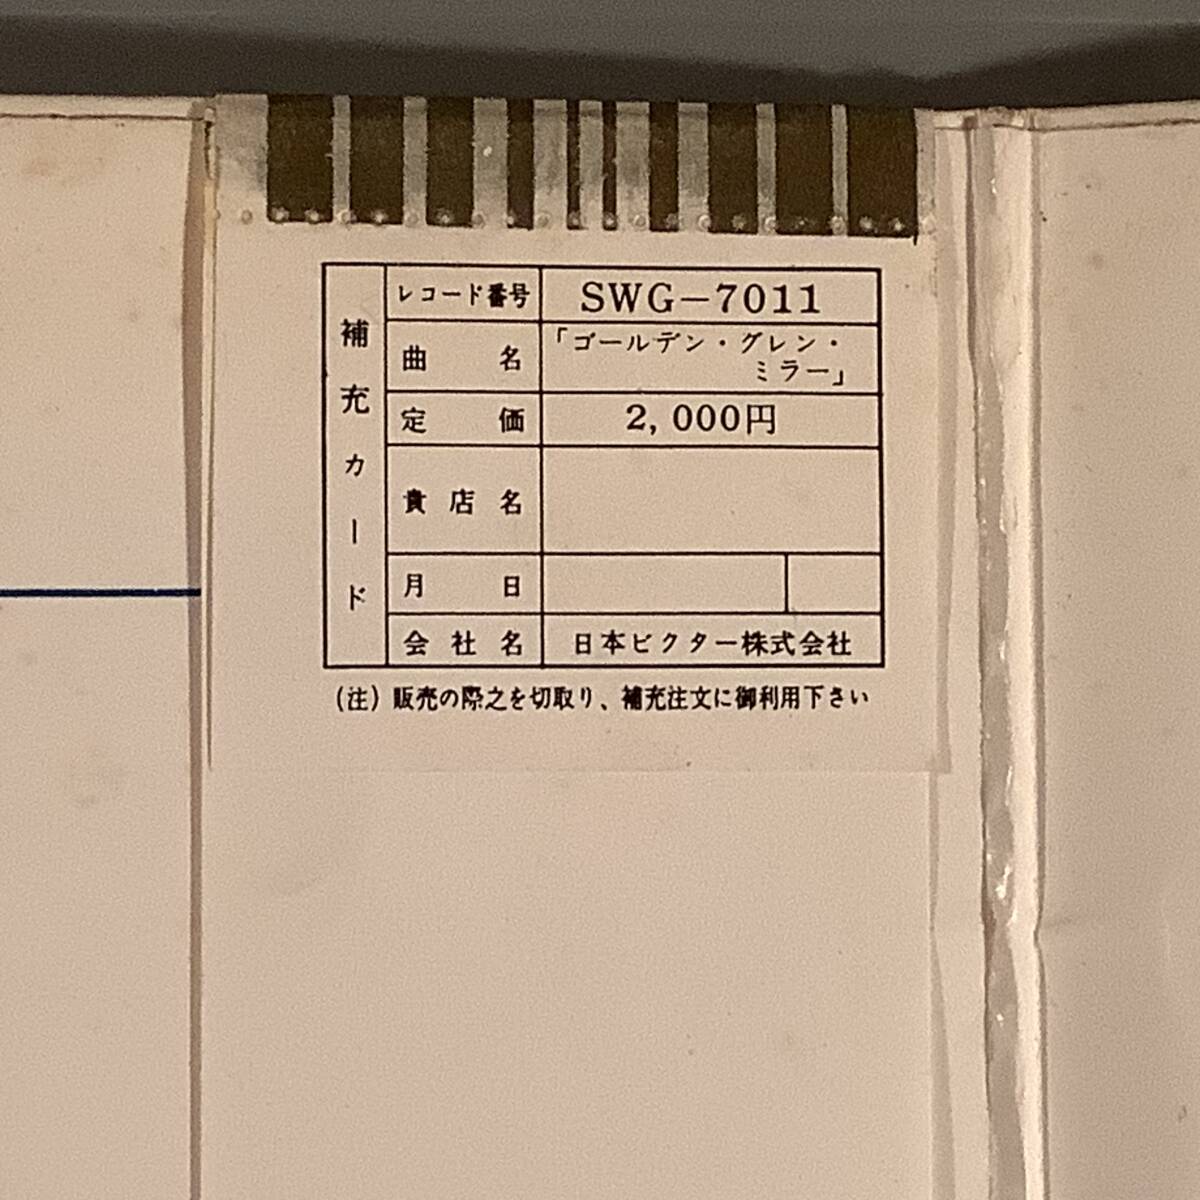 補充カード
レコード番号 SWG-7011
曲名 「ゴールデン・グレン・
ミラー」
定価 2,000円
貴店名
月日
会社名 日本ビクター株式会社
(注) 販売の際之を切取り、補充注文に御利用下さい